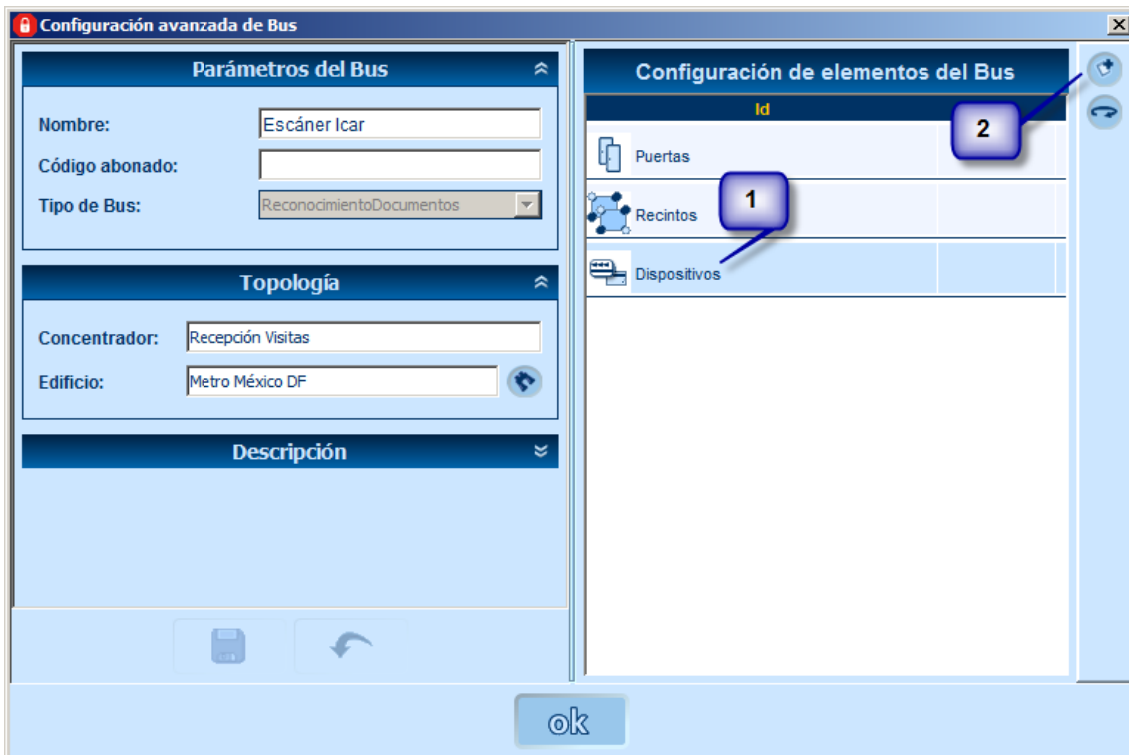 Configuración avanzada de Bus
Parámetros del Bus
Nombre: Escáner Icar
Código abonado:
Tipo de Bus: ReconocimientoDocumentos
Topología
Concentrador: Recepción Visitas
Edificio: Metro México DF
Descripción
Configuración de elementos del Bus
Id
2
Puertas
1
Recintos
Dispositivos
ok